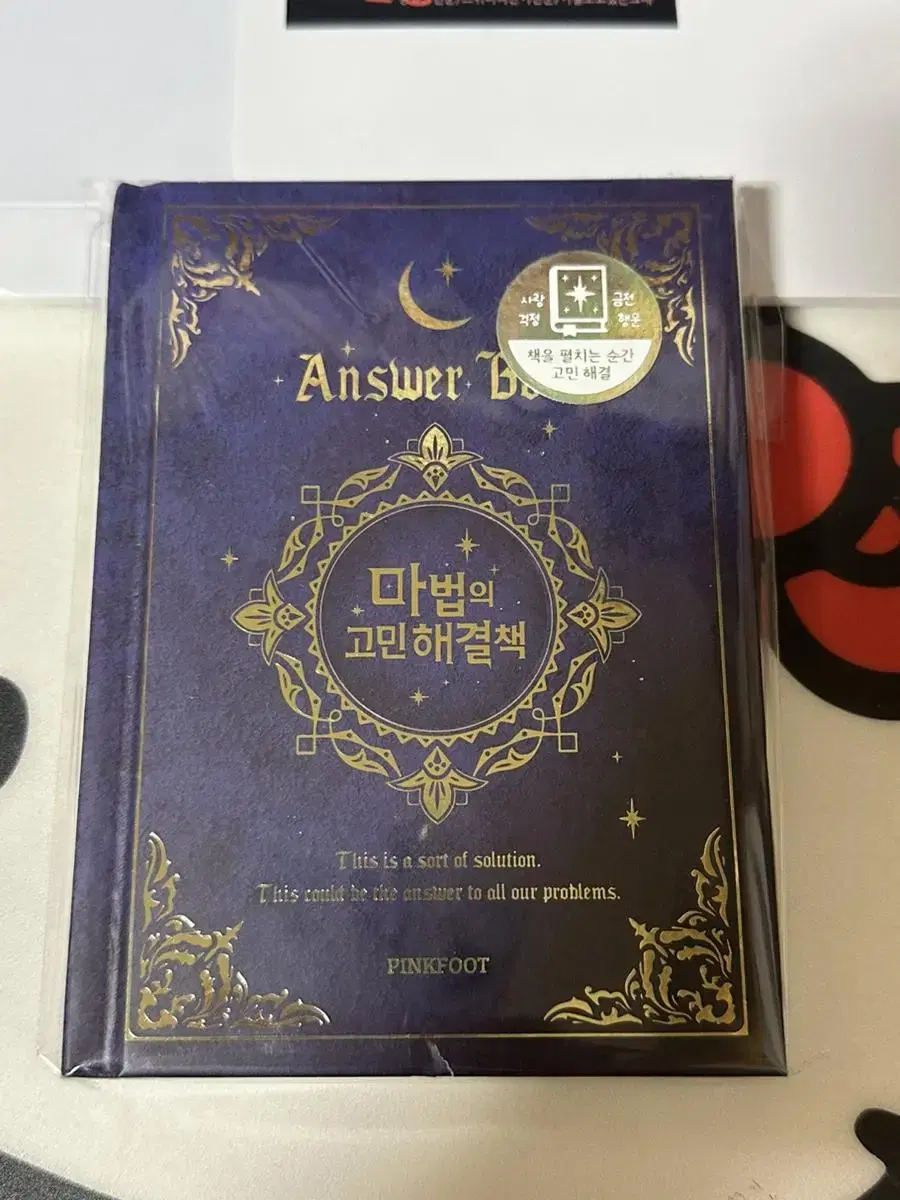 Answer
사랑 금전
걱정 행운
책을 펼치는 순간
고민 해결
마법의
고민해결책
This is a sort of solution.
This could be the answer to all our problems.
PINKFOOT